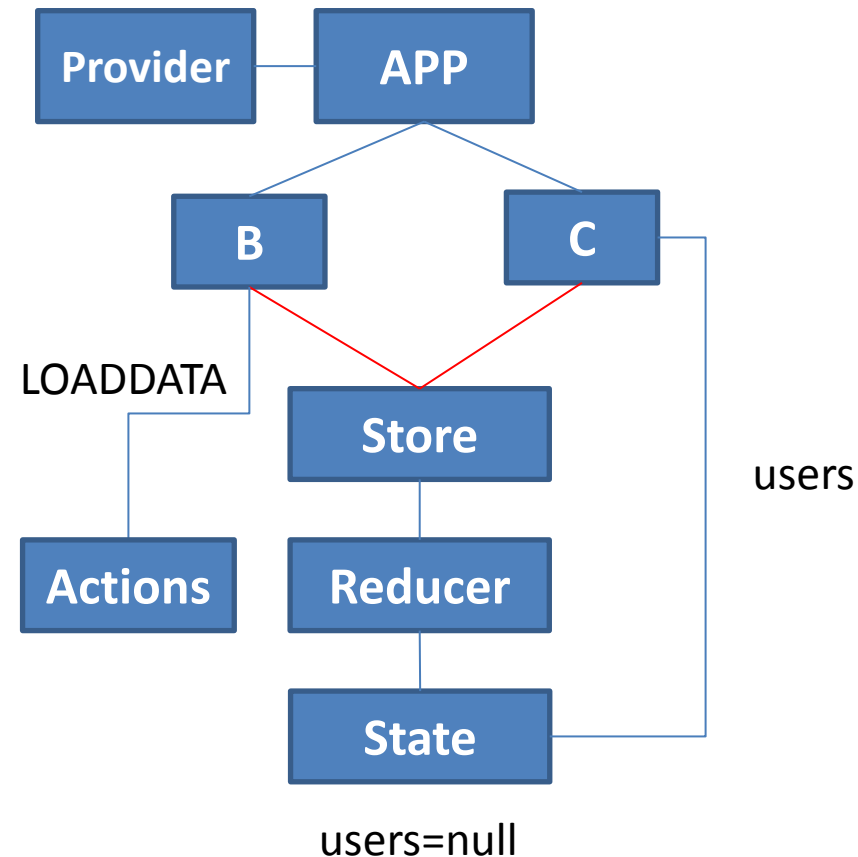 Provider
APP
B
C
LOADDATA
Store
users
Actions
Reducer
State
users=null